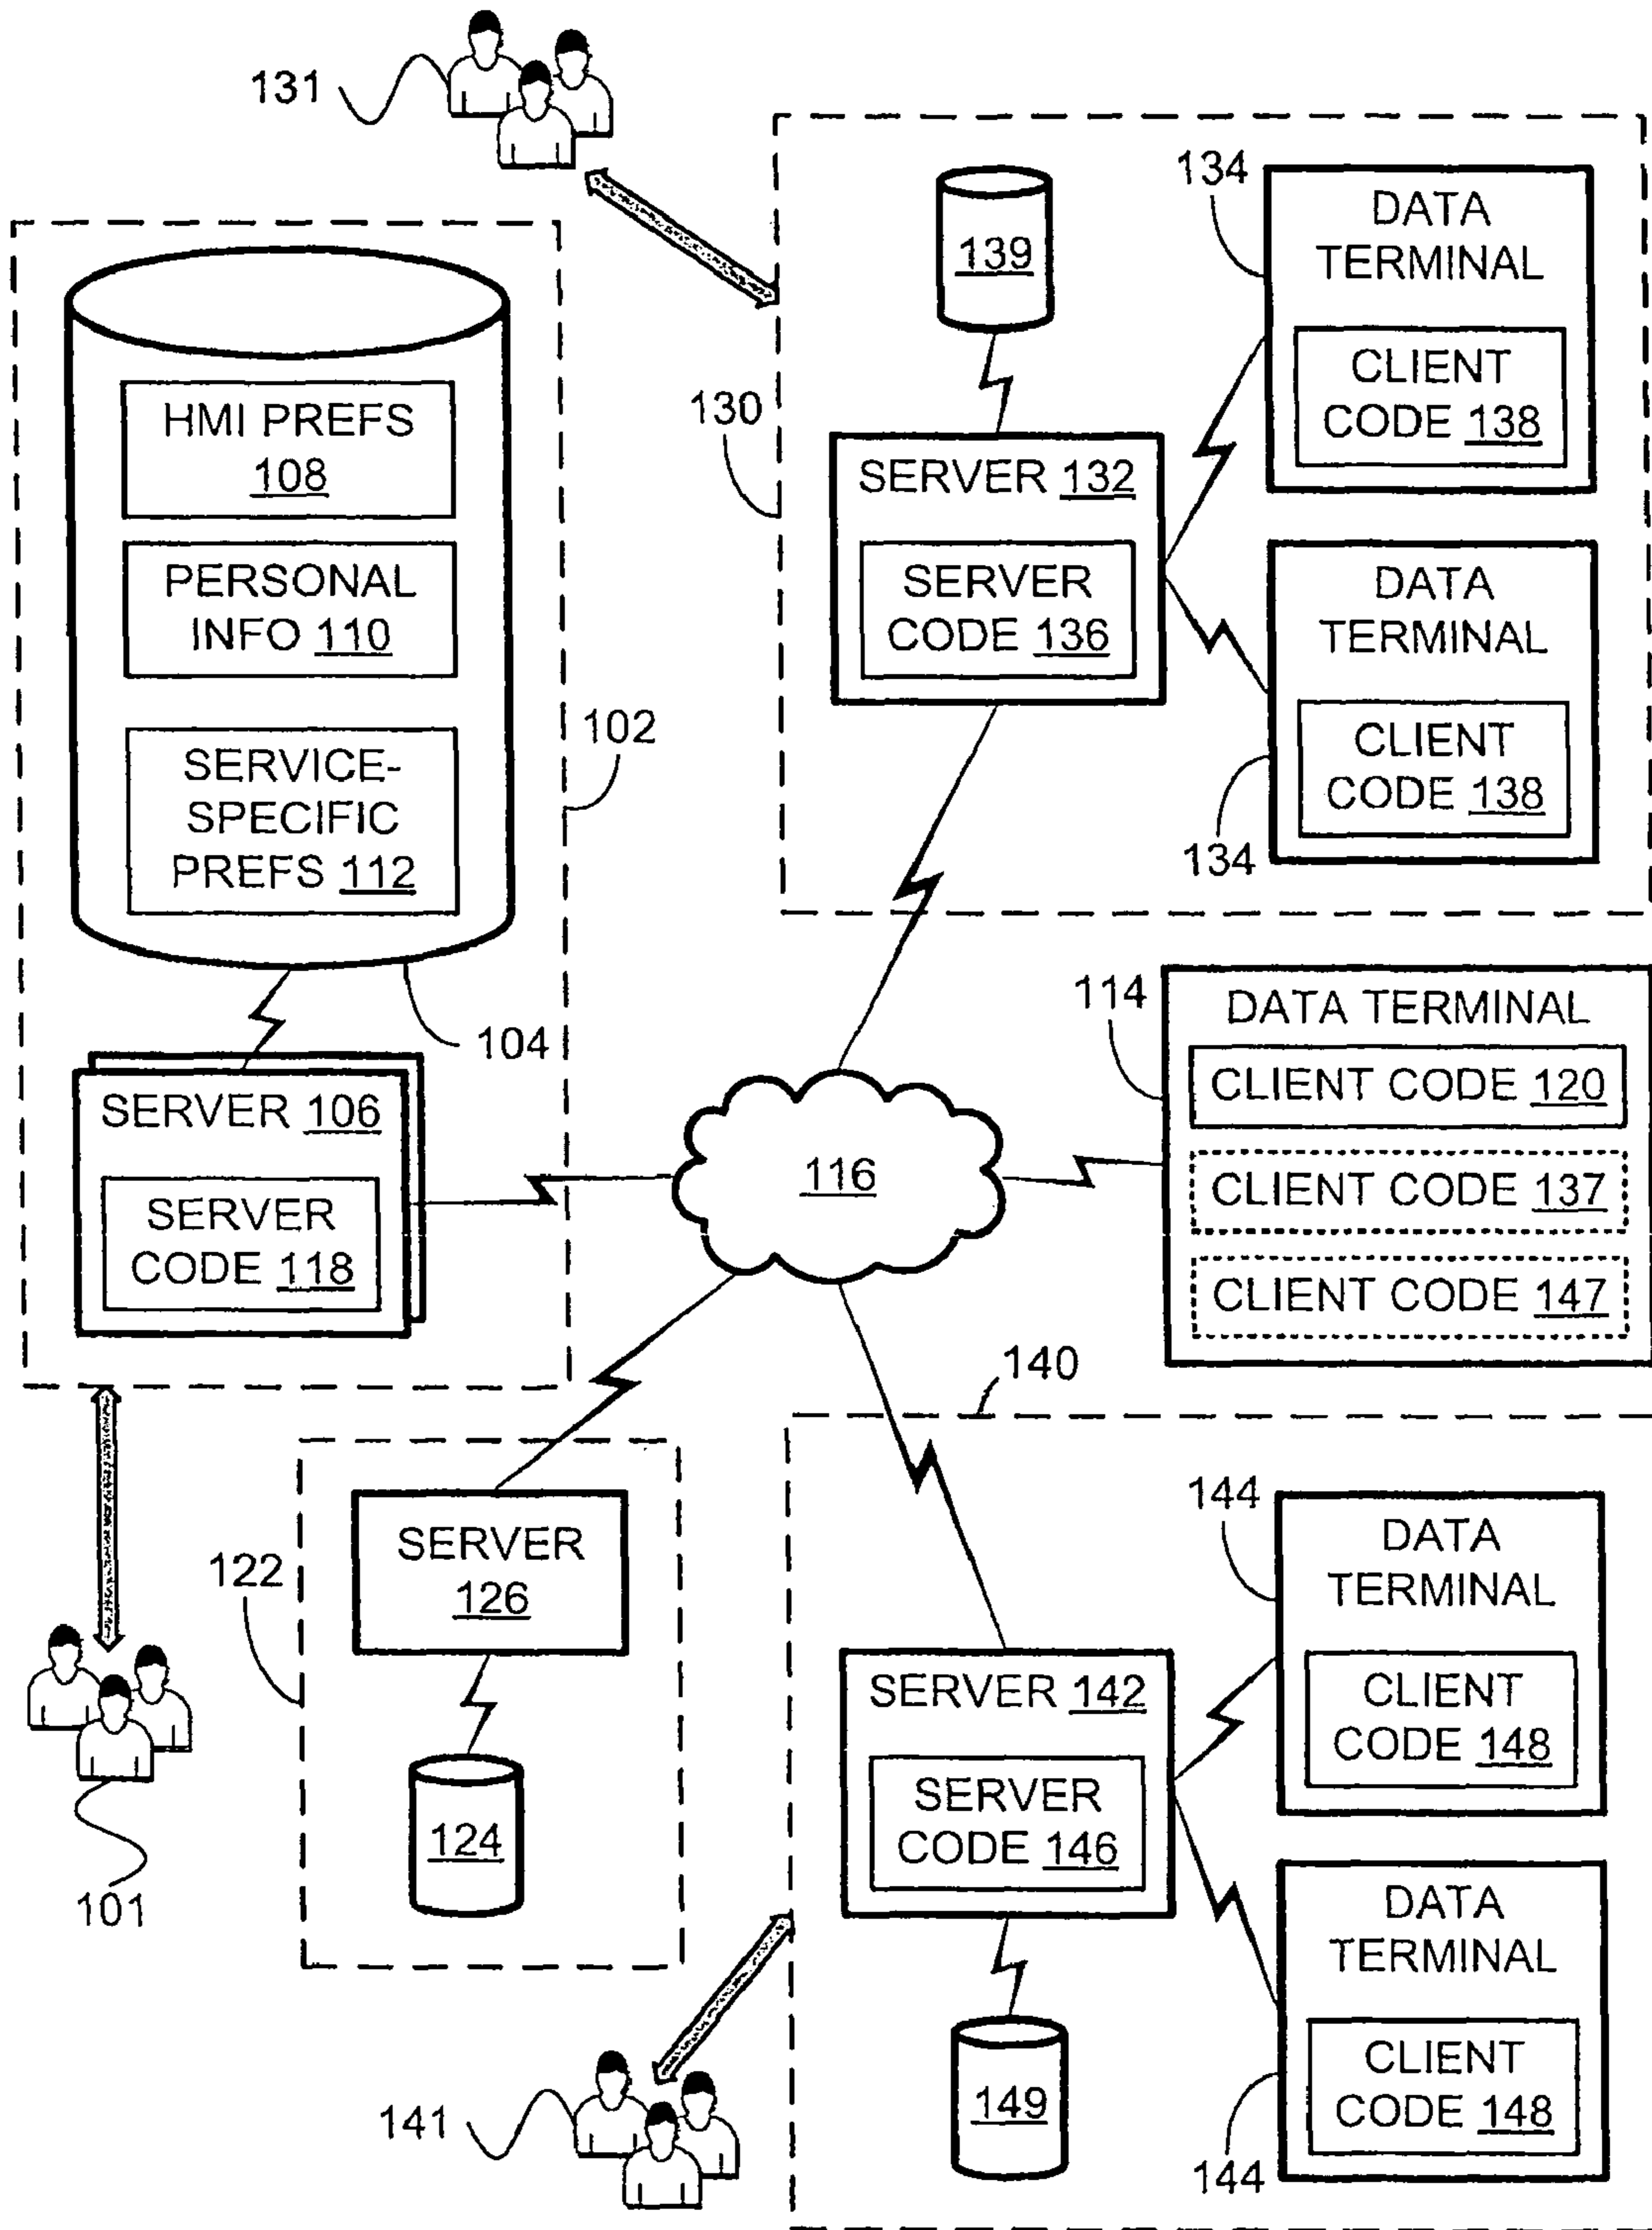 131
134
DATA
TERMINAL
CLIENT
CODE 138
139
130
SERVER 132
SERVER
CODE 136
DATA
TERMINAL
CLIENT
CODE 138
134
HMI PREFS
108
PERSONAL
INFO 110
SERVICE-
SPECIFIC
PREFS 112
102
104
SERVER 106
SERVER
CODE 118
116
114
DATA TERMINAL
CLIENT CODE 120
CLIENT CODE 137
CLIENT CODE 147
140
122
SERVER
126
124
101
144
DATA
TERMINAL
CLIENT
CODE 148
SERVER 142
SERVER
CODE 146
DATA
TERMINAL
CLIENT
CODE 148
144
141
149